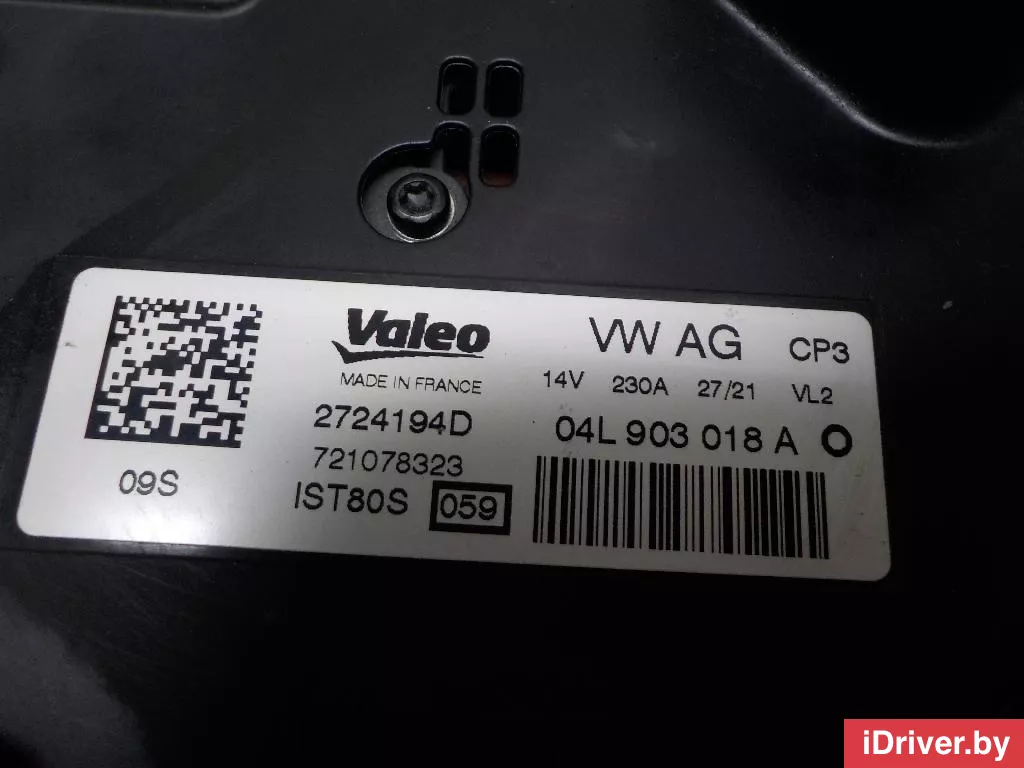 Valeo
MADE IN FRANCE
2724194D
721078323
IST80S 059
09S
VW AG CP3
14V 230A 27/21 VL2
04L 903 018 A
iDriver.by